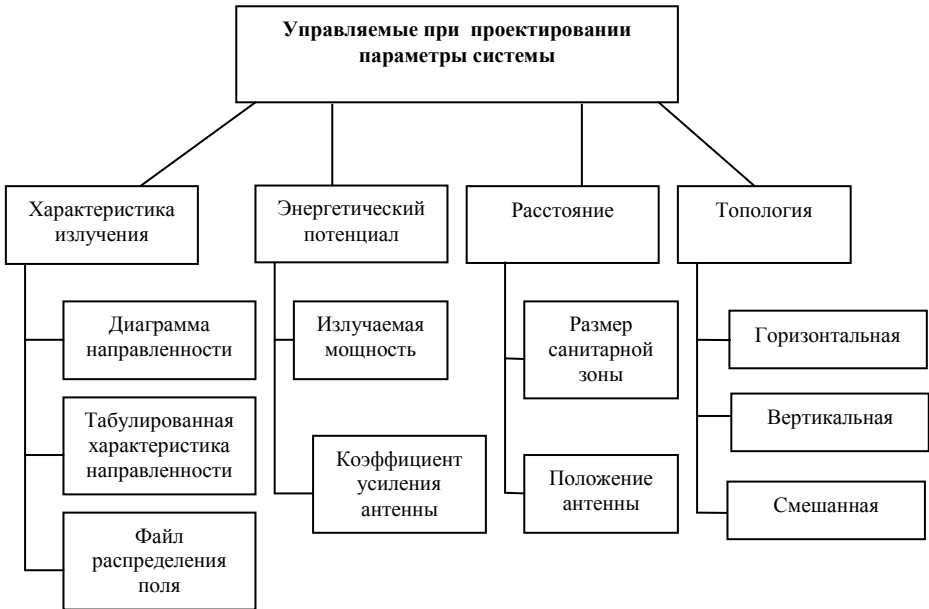 Управляемые при проектировании
параметры системы
Характеристика
излучения
Энергетический
потенциал
Расстояние
Топология
Диаграмма
направленности
Табулированная
характеристика
направленности
Файл
распределения
поля
Излучаемая
мощность
Коэффициент
усиления
антенны
Размер
санитарной
зоны
Положение
антенны
Горизонтальная
Вертикальная
Смешанная